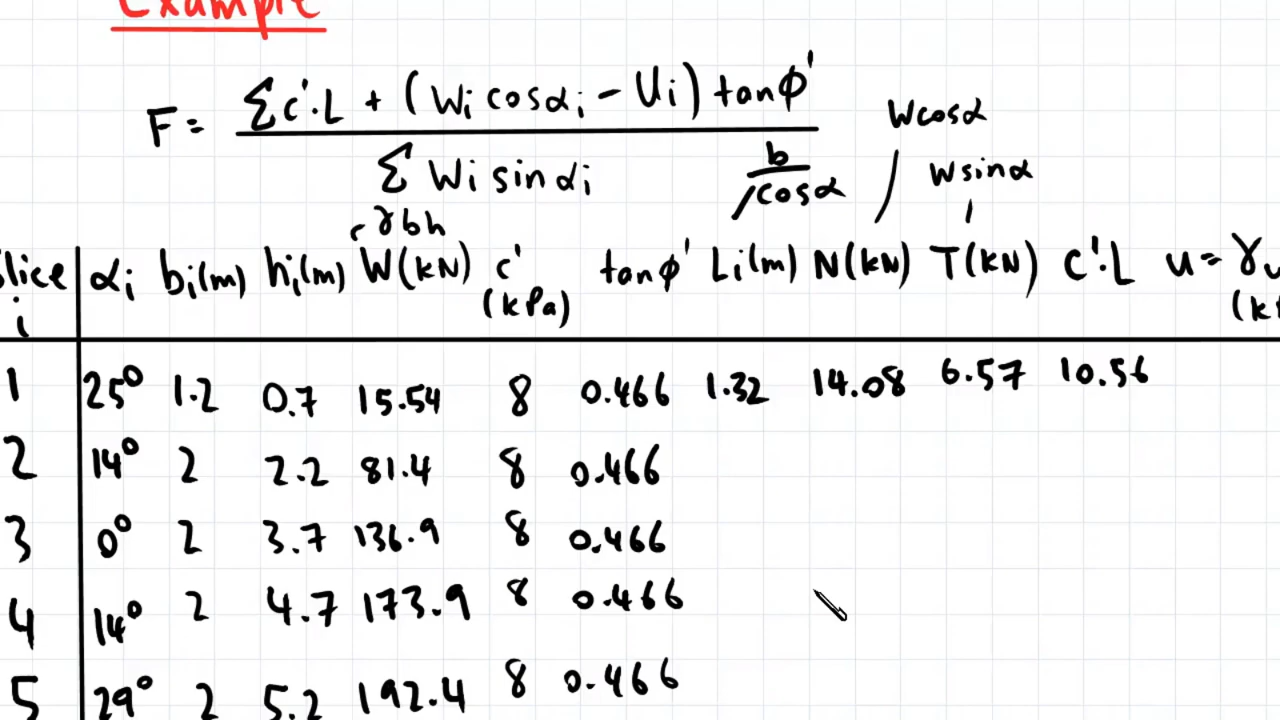 Example
F = Σc'.L + (Wi cosαi - Ui) tanϕ'
Σ Wi sinαi
b
/cosα
Wcosα
Wsinα
γbh
αi bi(m) hi(m) W(kN) c' tanϕ' Li(m) N(kN) T(kN) C'.L u =
i (kPa)
1 25° 1.2 0.7 15.54 8 0.466 1.32 14.08 6.57 10.56
2 14° 2 2.2 81.4 8 0.466
3 0° 2 3.7 136.9 8 0.466
4 14° 2 4.7 173.9 8 0.466
5 29° 2 5.2 192.4 8 0.466